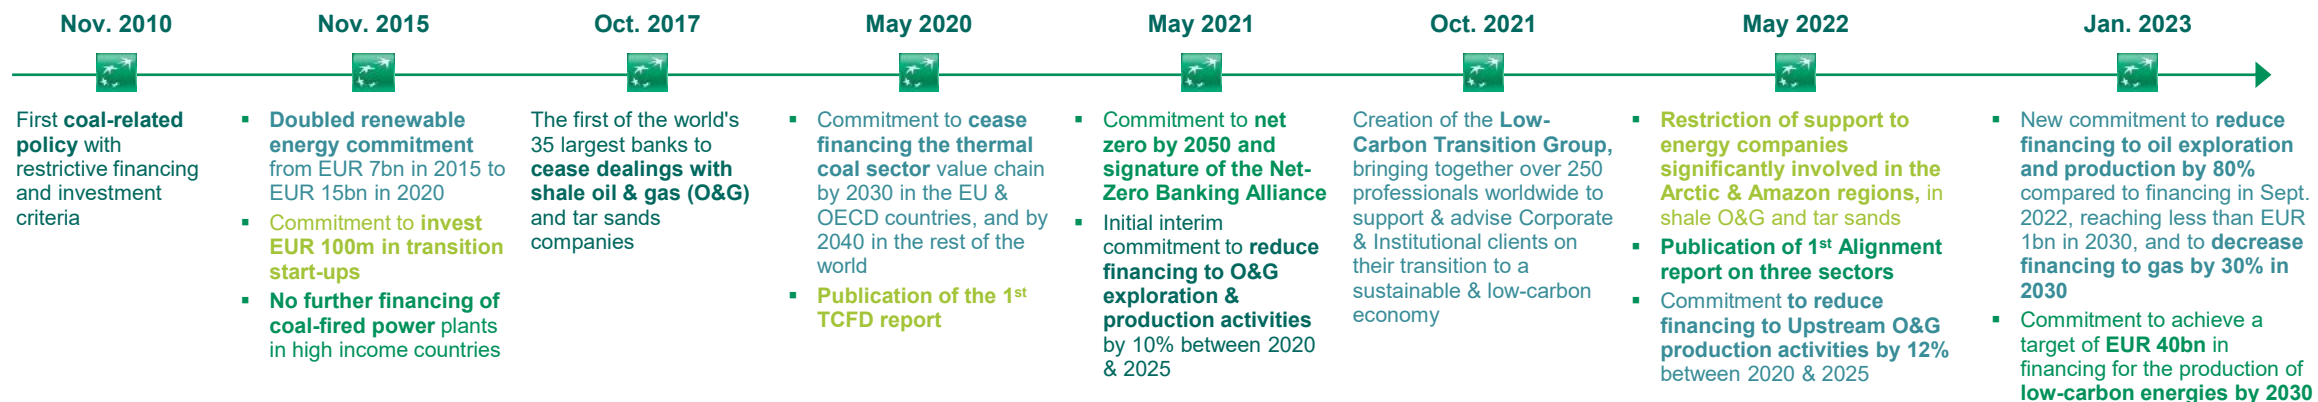 Nov. 2010
First coal-related
policy with
restrictive financing
and investment
criteria
Nov. 2015
▪ Doubled renewable
energy commitment
from EUR 7bn in 2015 to
EUR 15bn in 2020
▪ Commitment to invest
EUR 100m in transition
start-ups
▪ No further financing of
coal-fired power plants
in high income countries
Oct. 2017
The first of the world's
35 largest banks to
cease dealings with
shale oil & gas (O&G)
and tar sands
companies
May 2020
▪ Commitment to cease
financing the thermal
coal sector value chain
by 2030 in the EU &
OECD countries, and by
2040 in the rest of the
world
▪ Publication of the 1st
TCFD report
May 2021
▪ Commitment to net
zero by 2050 and
signature of the Net-
Zero Banking Alliance
▪ Initial interim
commitment to reduce
financing to O&G
exploration &
production activities
by 10% between 2020
& 2025
Oct. 2021
Creation of the Low-
Carbon Transition Group,
bringing together over 250
professionals worldwide to
support & advise Corporate
& Institutional clients on
their transition to a
sustainable & low-carbon
economy
May 2022
▪ Restriction of support to
energy companies
significantly involved in the
Arctic & Amazon regions, in
shale O&G and tar sands
▪ Publication of 1st Alignment
report on three sectors
▪ Commitment to reduce
financing to Upstream O&G
production activities by 12%
between 2020 & 2025
Jan. 2023
▪ New commitment to reduce
financing to oil exploration
and production by 80%
compared to financing in Sept.
2022, reaching less than EUR
1bn in 2030, and to decrease
financing to gas by 30% in
2030
▪ Commitment to achieve a
target of EUR 40bn in
financing for the production of
low-carbon energies by 2030